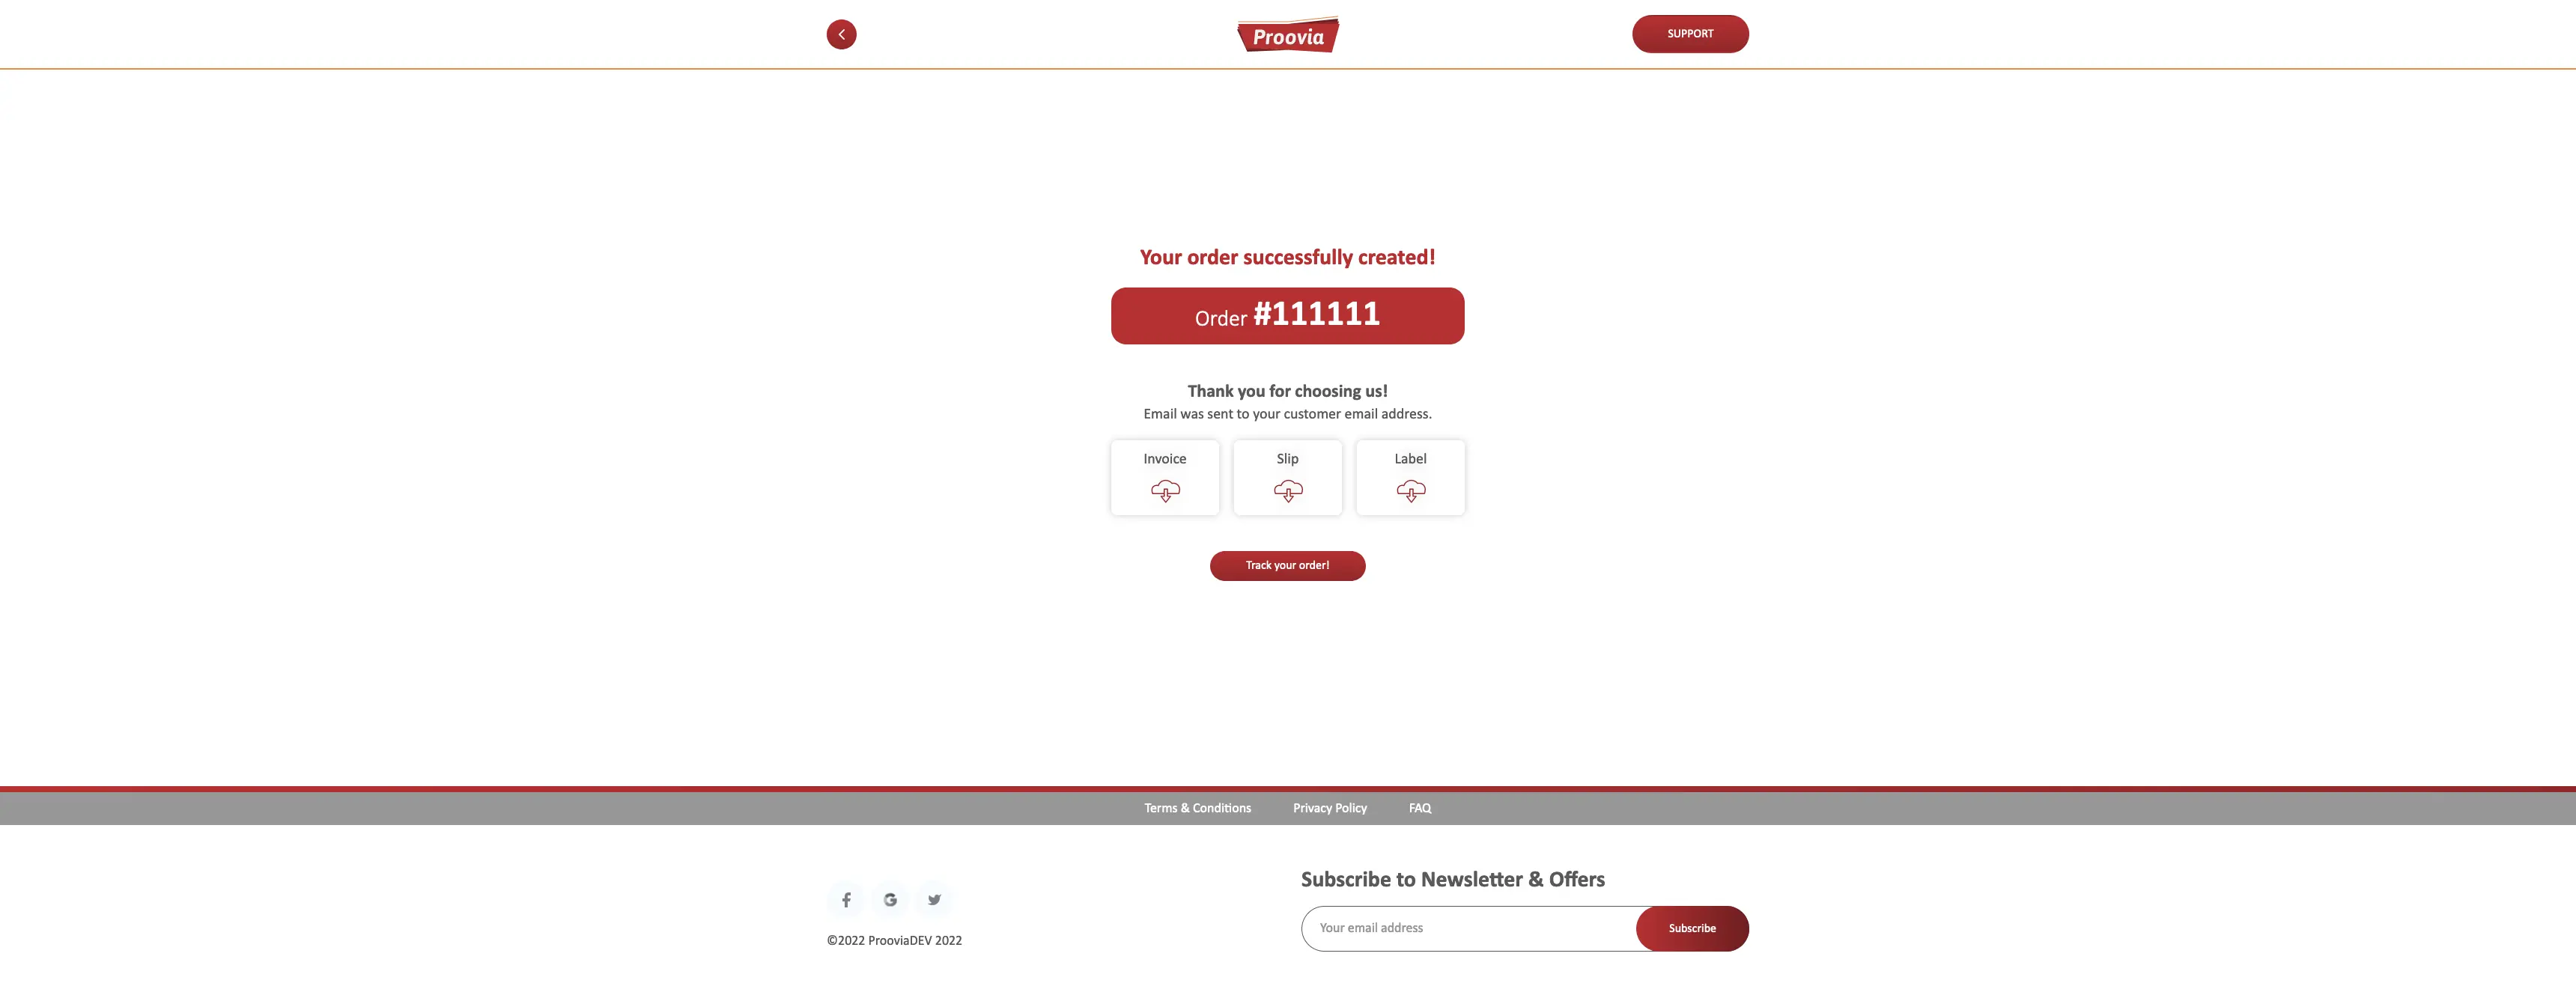 Proovia
SUPPORT
Your order successfully created!
Order #111111
Thank you for choosing us!
Email was sent to your customer email address.
Invoice
Slip
Label
Track your order!
Terms & Conditions
Privacy Policy
FAQ
Subscribe to Newsletter & Offers
Your email address
Subscribe
©2022 ProoviaDEV 2022